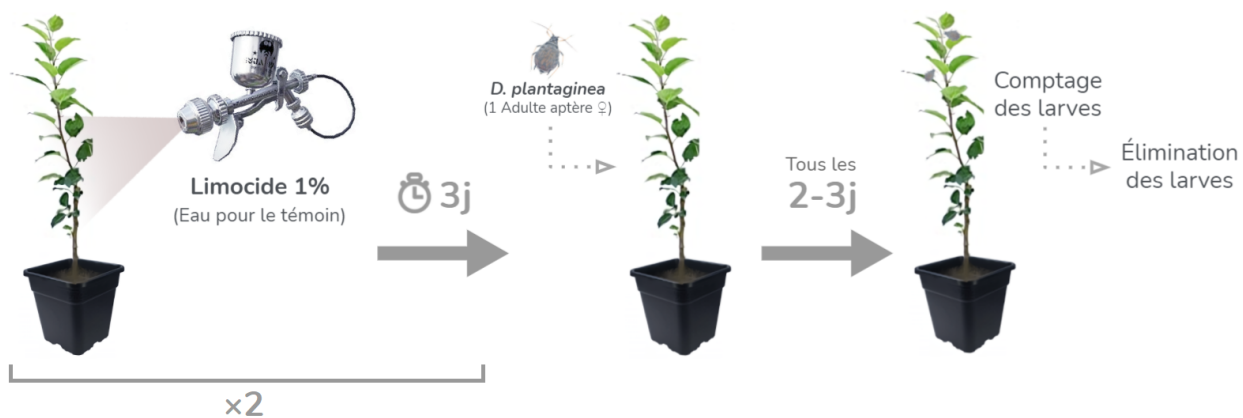 Limocide 1%
(Eau pour le témoin)
3j
D. plantaginea
(1 Adulte aptère ♀)
Tous les
2-3j
Comptage
des larves
Élimination
des larves
×2